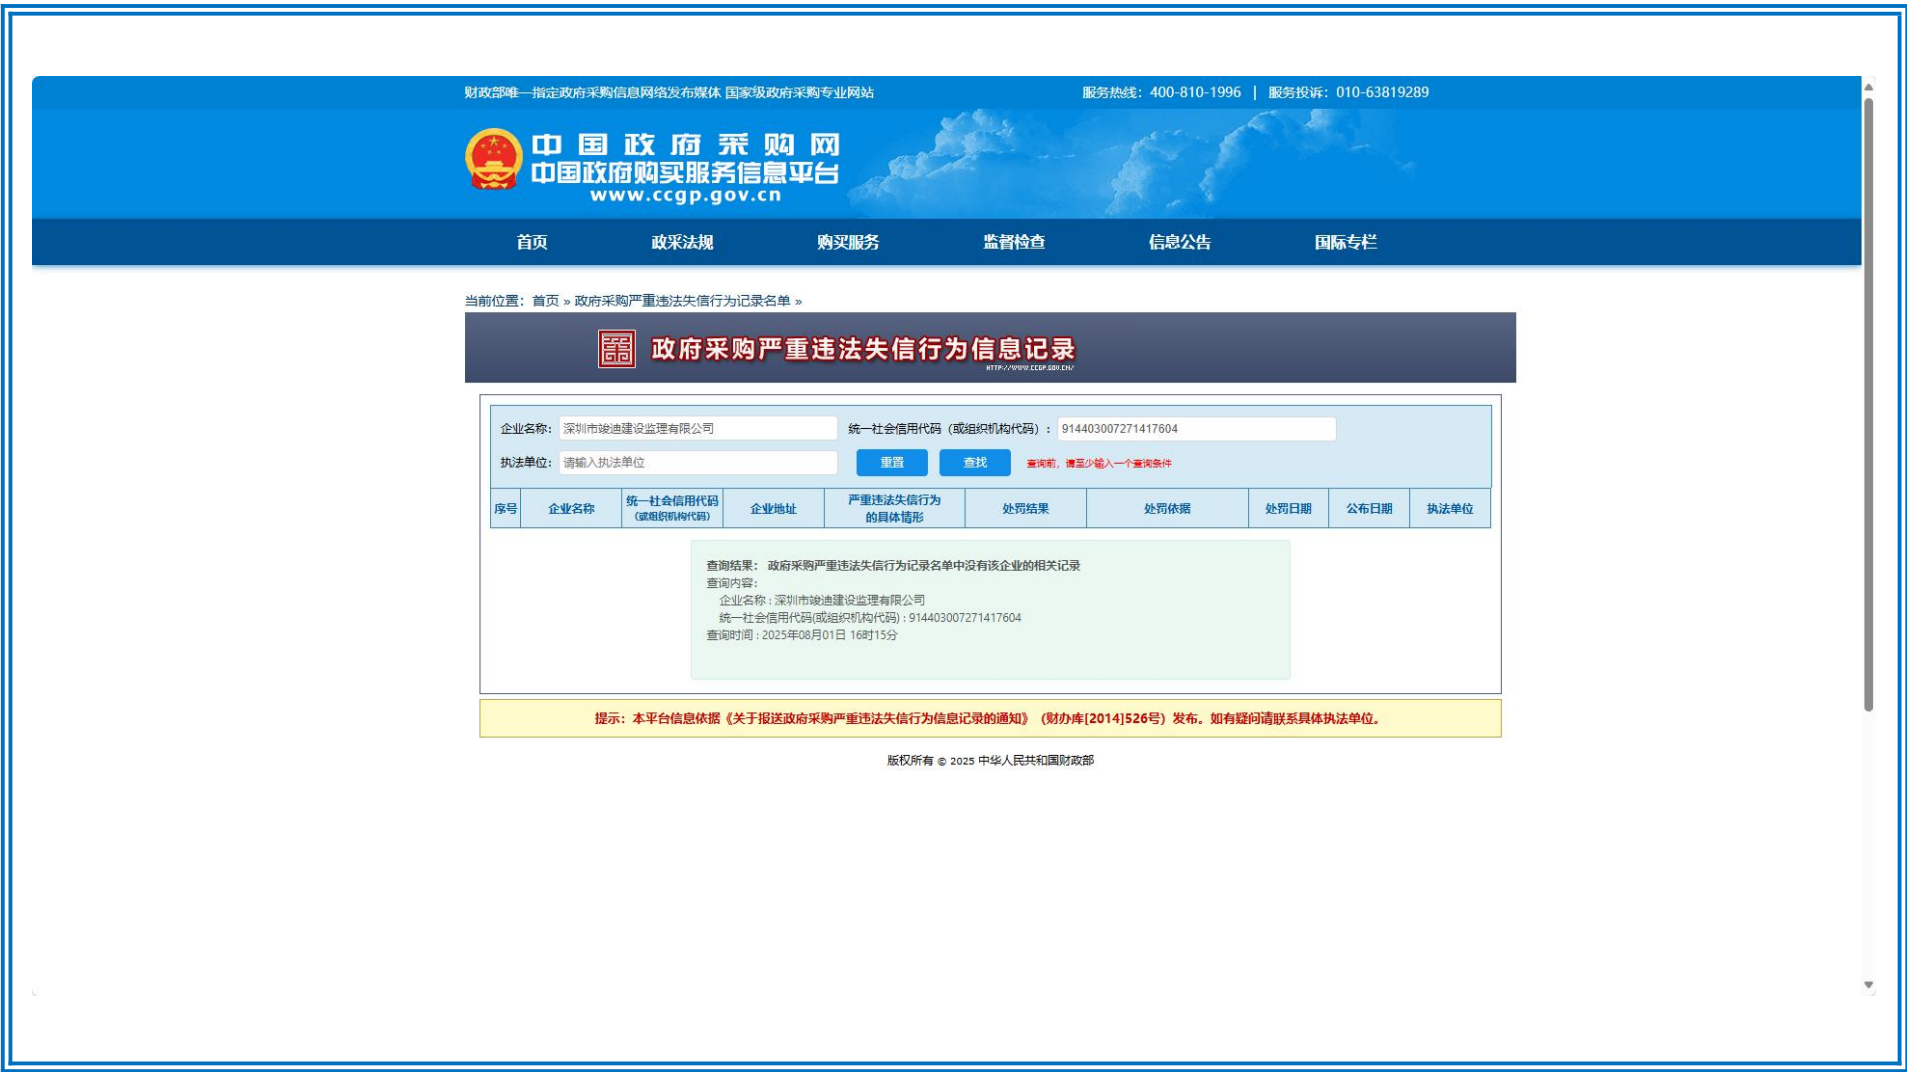 财政部唯一指定政府采购信息网络发布媒体 国家级政府采购专业网站
服务热线：400-810-1996 | 服务投诉：010-63819289
中国政府采购网
中国政府购买服务信息平台
www.ccgp.gov.cn
首页 政采法规 购买服务 监督检查 信息公告 国际专栏
当前位置：首页 » 政府采购严重违法失信行为记录名单 »
政府采购严重违法失信行为信息记录
HTTP://WWW.CCGP.GOV.CN/
企业名称： 深圳市竣迪建设监理有限公司 统一社会信用代码（或组织机构代码）： 914403007271417604
执法单位： 请输入执法单位 重置 查找 查询前，请至少输入一个查询条件
序号 企业名称 统一社会信用代码（或组织机构代码） 企业地址 严重违法失信行为的具体情形 处罚结果 处罚依据 处罚日期 公布日期 执法单位
查询结果： 政府采购严重违法失信行为记录名单中没有该企业的相关记录
查询内容：
企业名称 : 深圳市竣迪建设监理有限公司
统一社会信用代码(或组织机构代码) : 914403007271417604
查询时间 : 2025年08月01日 16时15分
提示：本平台信息依据《关于报送政府采购严重违法失信行为信息记录的通知》（财办库[2014]526号）发布。如有疑问请联系具体执法单位。
版权所有 © 2025 中华人民共和国财政部